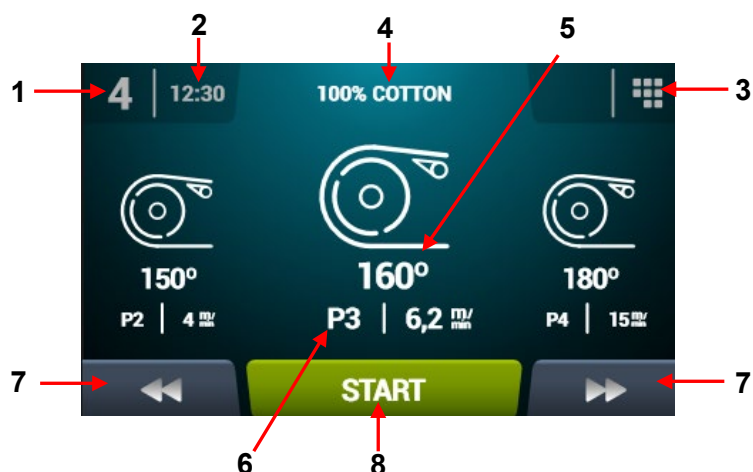 2 4 5
1 4 12:30 100% COTTON 3
150º 160º 180º
P2 4 m/min P3 6,2 m/min P4 15 m/min
7 START 7
6 8